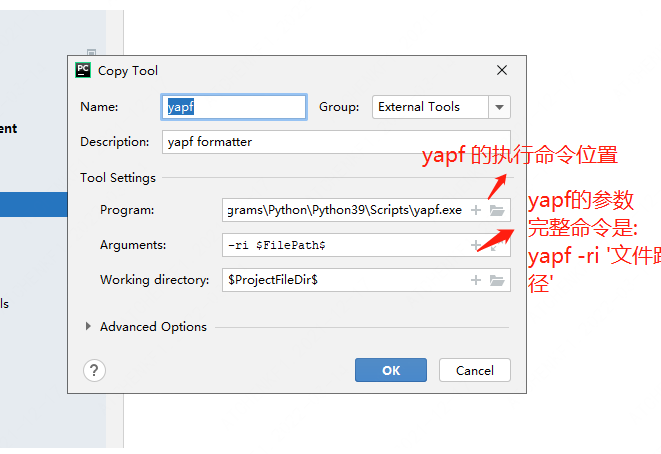 PC Copy Tool
Name: yapf Group: External Tools
ent
Description: yapf formatter
yapf 的执行命令位置
Tool Settings
yapf的参数
Program: grams\Python\Python39\Scripts\yapf.exe
完整命令是:
Arguments: -ri $FilePath$
yapf -ri '文件路
径'
Working directory: $ProjectFileDir$
ls
Advanced Options
? OK Cancel